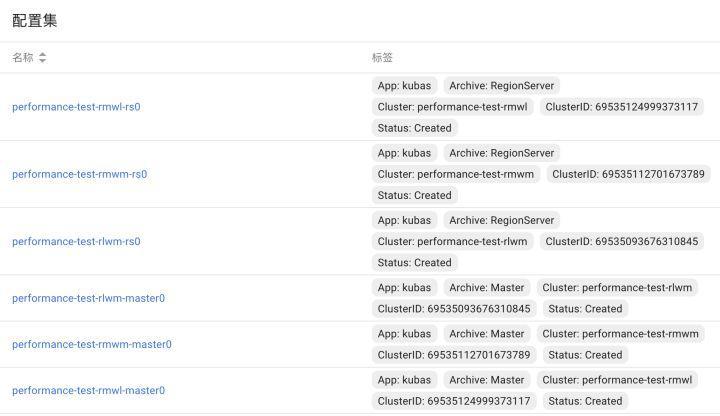 配置集
名称 标签
performance-test-rmwl-rs0
App: kubas Archive: RegionServer
Cluster: performance-test-rmwl ClusterID: 69535124999373117
Status: Created
performance-test-rmwm-rs0
App: kubas Archive: RegionServer
Cluster: performance-test-rmwm ClusterID: 69535112701673789
Status: Created
performance-test-rlwm-rs0
App: kubas Archive: RegionServer
Cluster: performance-test-rlwm ClusterID: 69535093676310845
Status: Created
performance-test-rlwm-master0
App: kubas Archive: Master Cluster: performance-test-rlwm
ClusterID: 69535093676310845 Status: Created
performance-test-rmwm-master0
App: kubas Archive: Master Cluster: performance-test-rmwm
ClusterID: 69535112701673789 Status: Created
performance-test-rmwl-master0
App: kubas Archive: Master Cluster: performance-test-rmwl
ClusterID: 69535124999373117 Status: Created